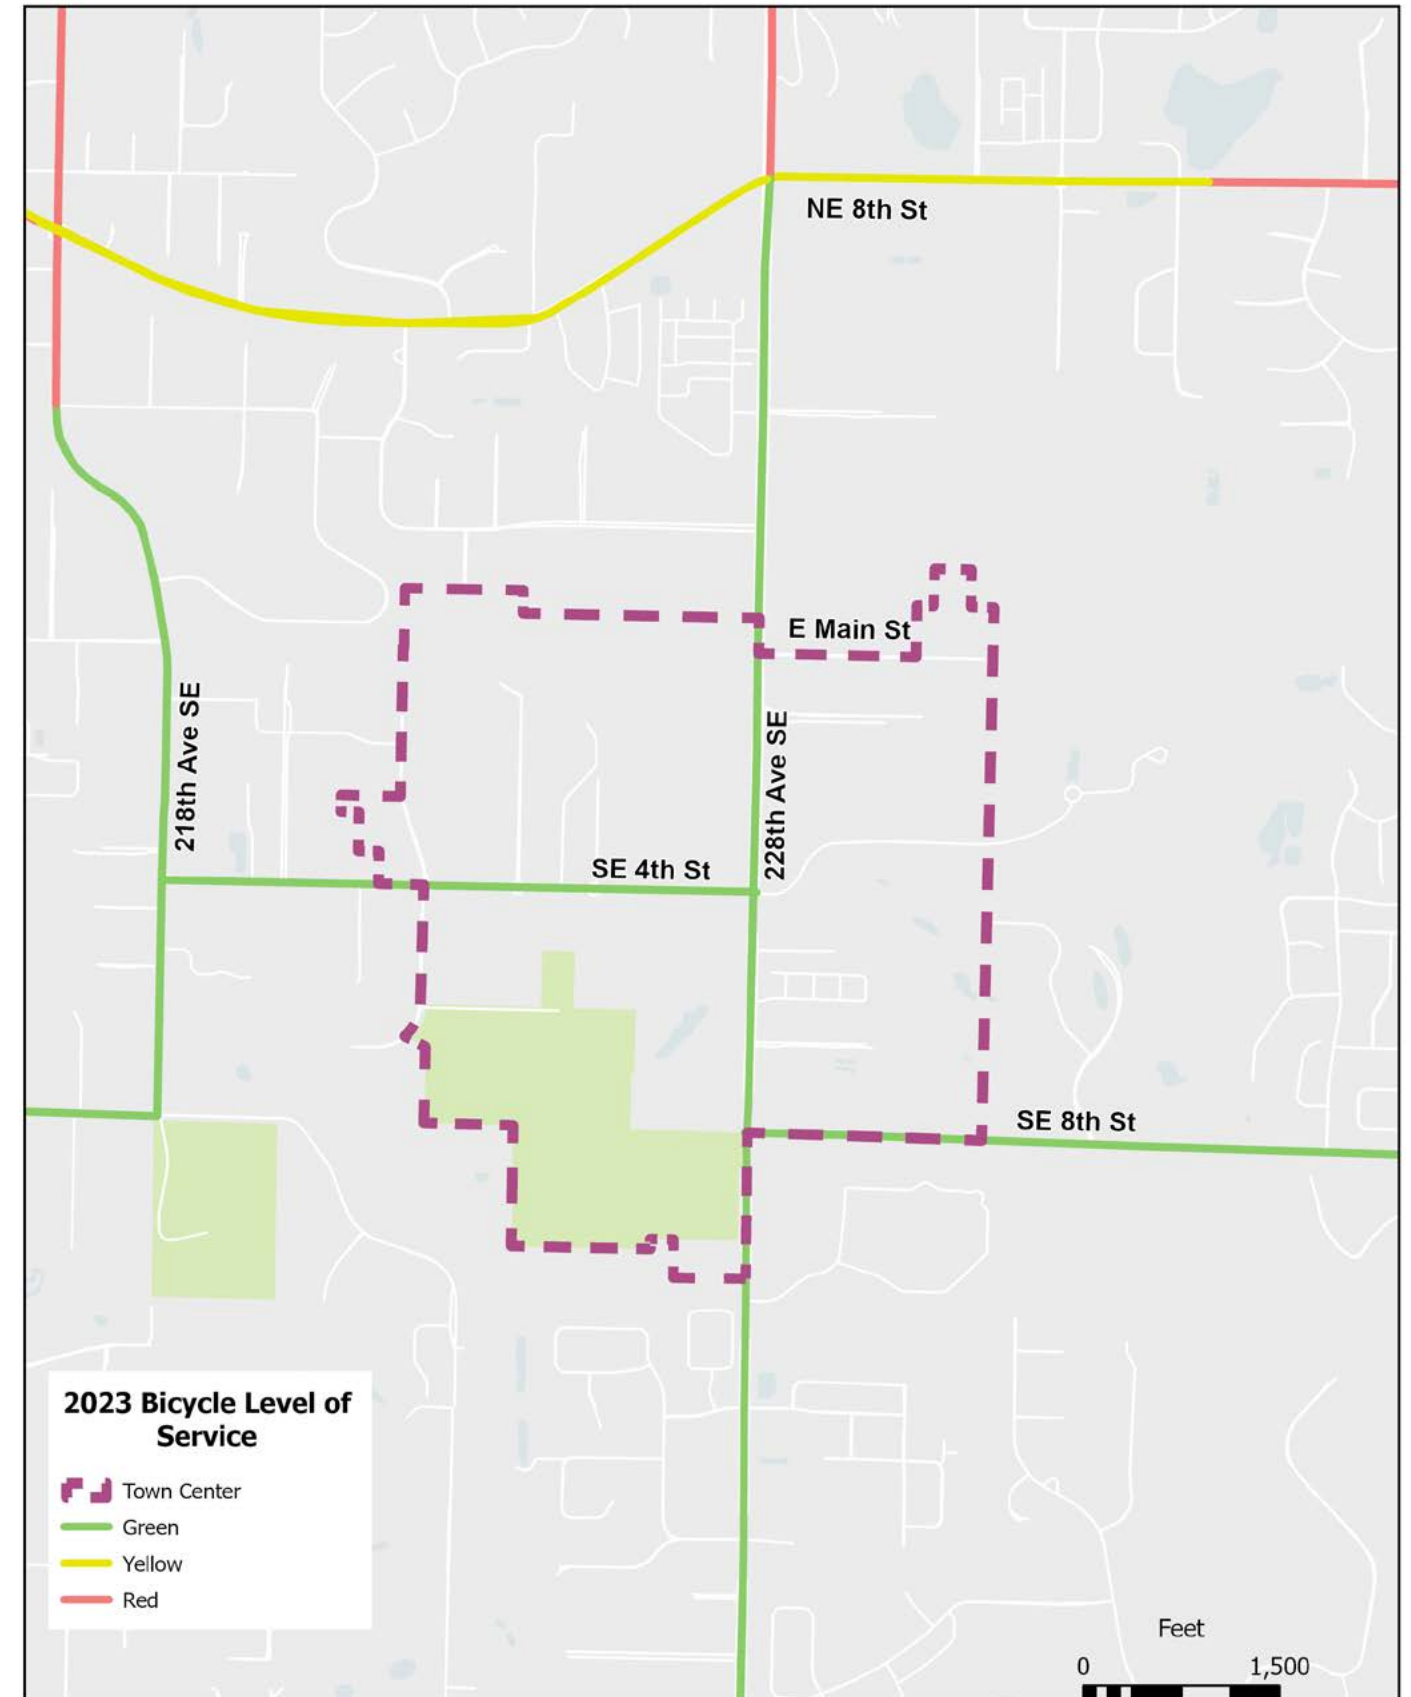 NE 8th St
E Main St
218th Ave SE
228th Ave SE
SE 4th St
SE 8th St
2023 Bicycle Level of
Service
Town Center
Green
Yellow
Red
Feet
0 1,500